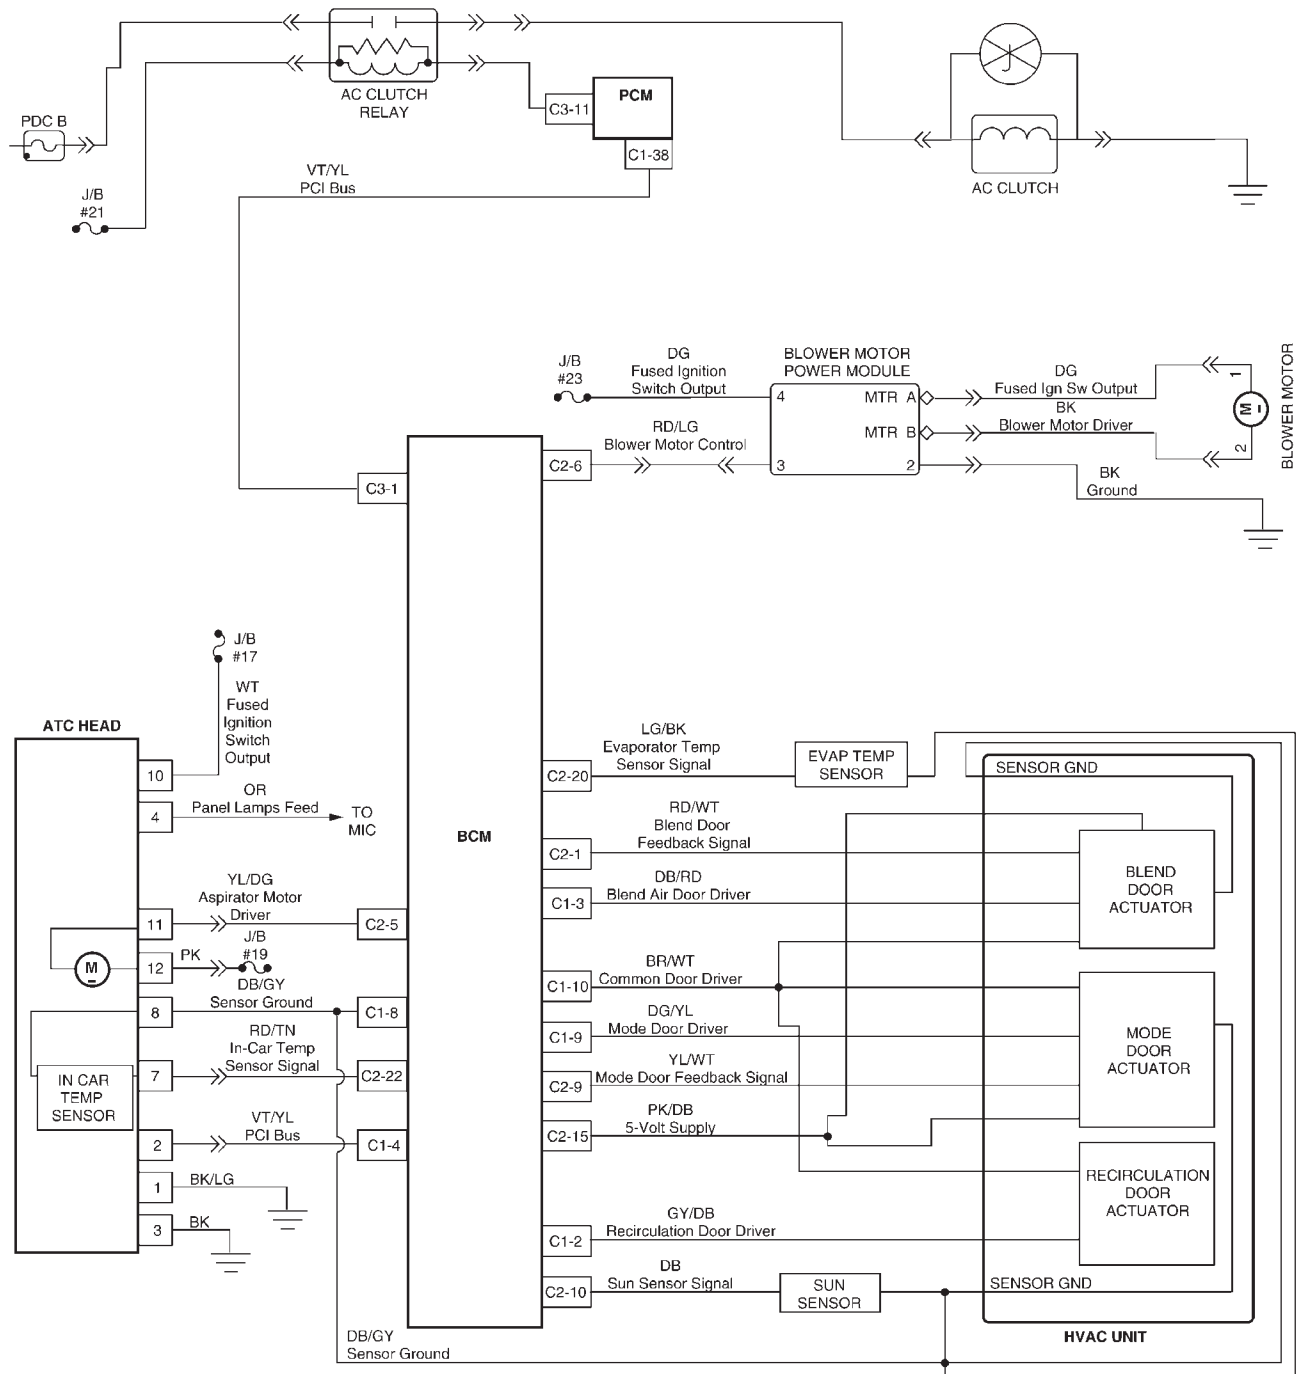 PDC B
AC CLUTCH
RELAY
J/B
#21
C3-11
PCM
C1-38
VT/YL
PCI Bus
AC CLUTCH
J/B
#23
DG
Fused Ignition
Switch Output
BLOWER MOTOR
POWER MODULE
4
MTR A
DG
Fused Ign Sw Output
BK
1
M
BLOWER MOTOR
RD/LG
Blower Motor Control
MTR B
Blower Motor Driver
2
C2-6
3
2
BK
Ground
C3-1
J/B
#17
WT
Fused
Ignition
Switch
Output
ATC HEAD
10
OR
4
Panel Lamps Feed
TO
MIC
BCM
LG/BK
Evaporator Temp
Sensor Signal
C2-20
EVAP TEMP
SENSOR
SENSOR GND
RD/WT
Blend Door
Feedback Signal
C2-1
DB/RD
Blend Air Door Driver
C1-3
BLEND
DOOR
ACTUATOR
YL/DG
Aspirator Motor
Driver
11
C2-5
J/B
#19
M
12
PK
DB/GY
Sensor Ground
8
C1-8
RD/TN
In-Car Temp
Sensor Signal
7
C2-22
IN CAR
TEMP
SENSOR
VT/YL
PCI Bus
2
C1-4
1
BK/LG
3
BK
BR/WT
Common Door Driver
C1-10
DG/YL
Mode Door Driver
C1-9
YL/WT
Mode Door Feedback Signal
C2-9
MODE
DOOR
ACTUATOR
PK/DB
5-Volt Supply
C2-15
RECIRCULATION
DOOR
ACTUATOR
GY/DB
Recirculation Door Driver
C1-2
DB
Sun Sensor Signal
C2-10
SUN
SENSOR
SENSOR GND
HVAC UNIT
DB/GY
Sensor Ground